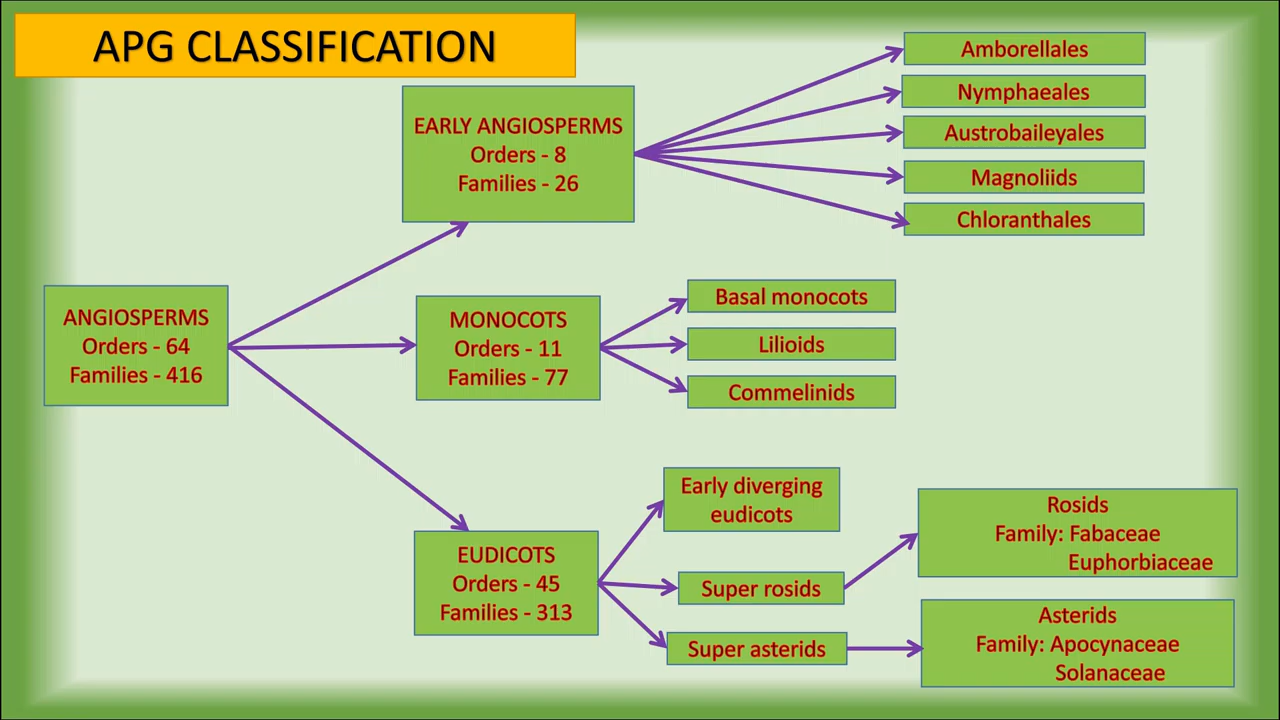 APG CLASSIFICATION
EARLY ANGIOSPERMS
Orders - 8
Families - 26
Amborellales
Nymphaeales
Austrobaileyales
Magnoliids
Chloranthales
ANGIOSPERMS
Orders - 64
Families - 416
MONOCOTS
Orders - 11
Families - 77
Basal monocots
Lilioids
Commelinids
EUDICOTS
Orders - 45
Families - 313
Early diverging
eudicots
Super rosids
Super asterids
Rosids
Family: Fabaceae
Euphorbiaceae
Asterids
Family: Apocynaceae
Solanaceae